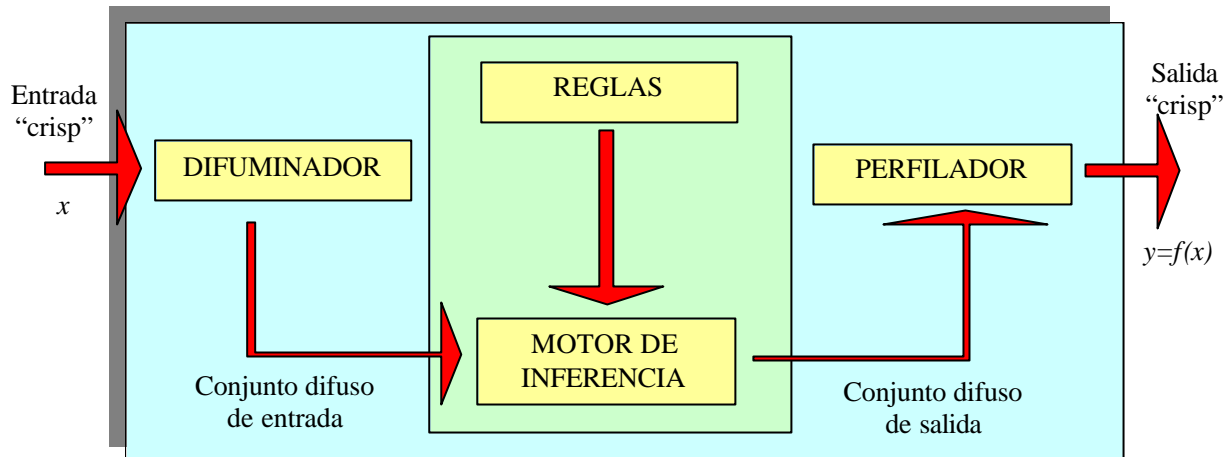 Entrada
“crisp”
x
DIFUMINADOR
Conjunto difuso
de entrada
REGLAS
MOTOR DE
INFERENCIA
PERFILADOR
Conjunto difuso
de salida
Salida
“crisp”
y=f(x)